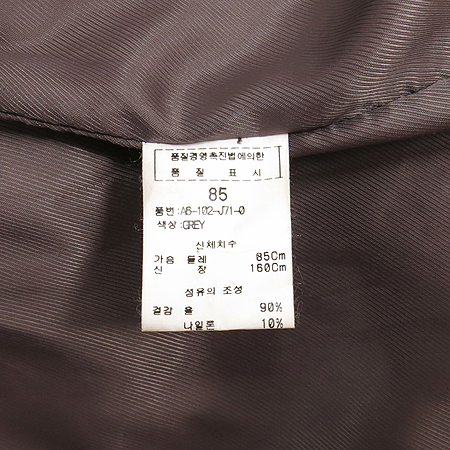 품질경영촉진법에의한
품 질 표 시
85
품번:A6-102-J71-0
색상:GREY
신체치수
가슴 둘레 85Cm
신 장 160Cm
섬유의 조성
겉감 울 90%
나일론 10%